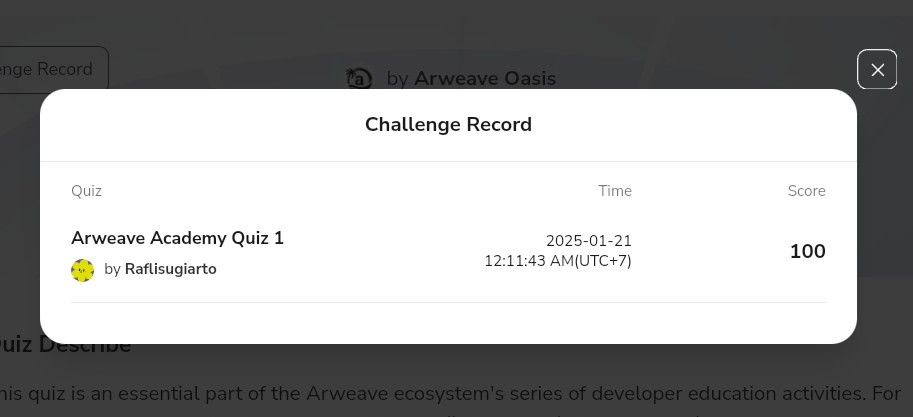 enge Record
by Arweave Oasis
Challenge Record
Quiz Time Score
Arweave Academy Quiz 1
by Raflisugiarto
2025-01-21
12:11:43 AM(UTC+7)
100
uiz Describe
his quiz is an essential part of the Arweave ecosystem's series of developer education activities. For